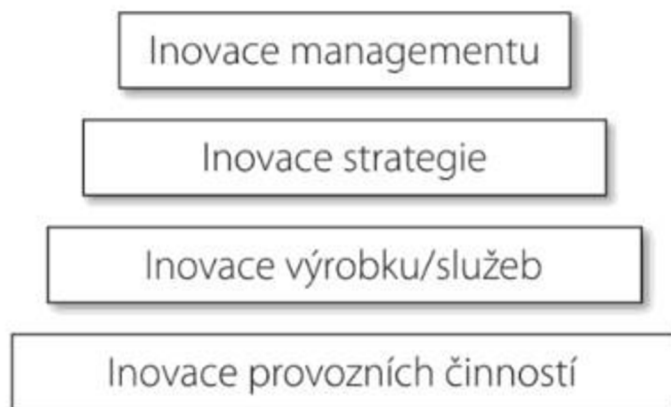 Inovace managementu
Inovace strategie
Inovace výrobku/služeb
Inovace provozních činností